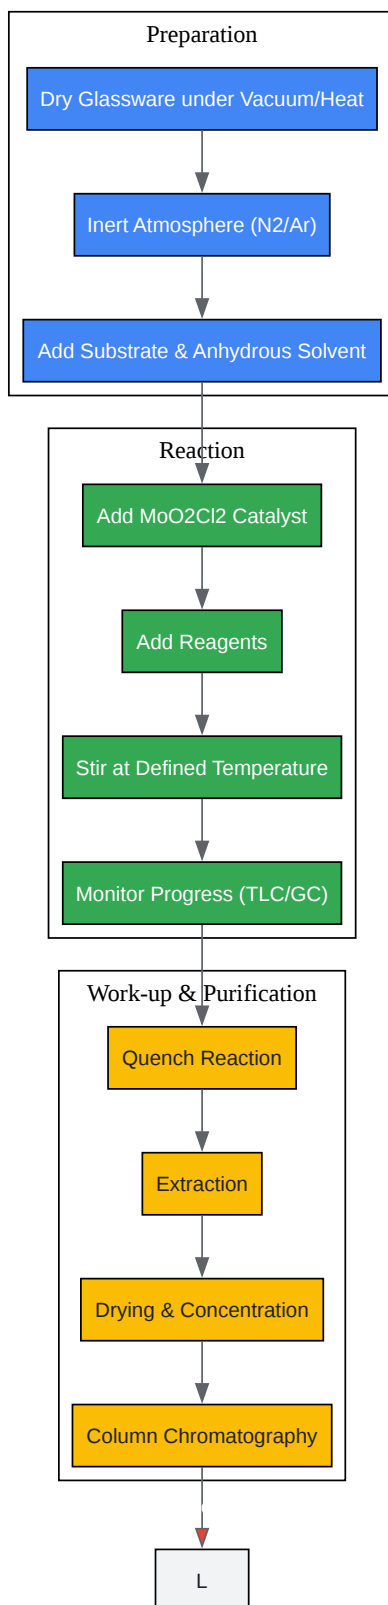 Preparation
Dry Glassware under Vacuum/Heat
Inert Atmosphere (N2/Ar)
Add Substrate & Anhydrous Solvent
Reaction
Add MoO2Cl2 Catalyst
Add Reagents
Stir at Defined Temperature
Monitor Progress (TLC/GC)
Work-up & Purification
Quench Reaction
Extraction
Drying & Concentration
Column Chromatography
L